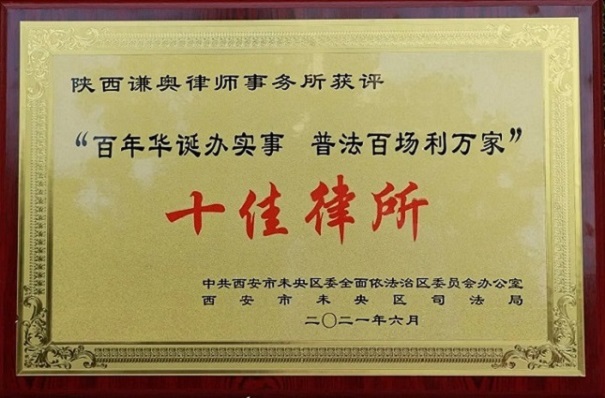 陕西谦奥律师事务所获评
“百年华诞办实事 普法百场利万家”
十佳律所
中共西安市未央区委全面依法治区委员会办公室
西安市未央区司法局
二〇二一年六月